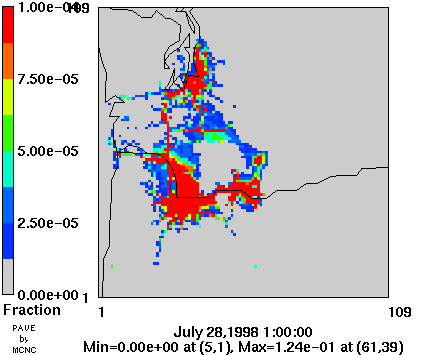 1.00e-04
109
7.50e-05
5.00e-05
2.50e-05
0.00e+00
1
Fraction
1
109
PAVE
by
MCNC
July 28,1998 1:00:00
Min=0.00e+00 at (5,1), Max=1.24e-01 at (61,39)